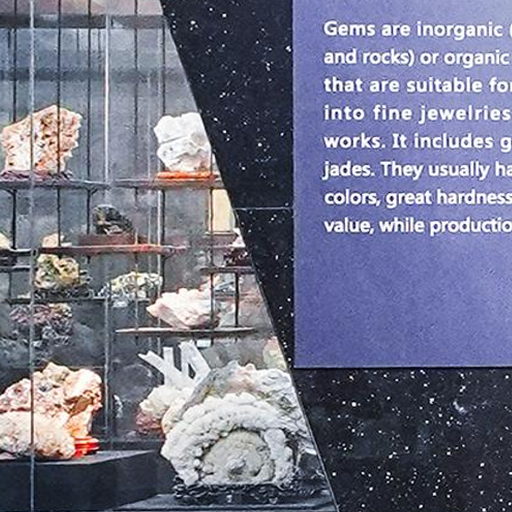 Gems are inorganic (
and rocks) or organic
that are suitable for
into fine jewelries
works. It includes g
jades. They usually ha
colors, great hardness
value, while productio